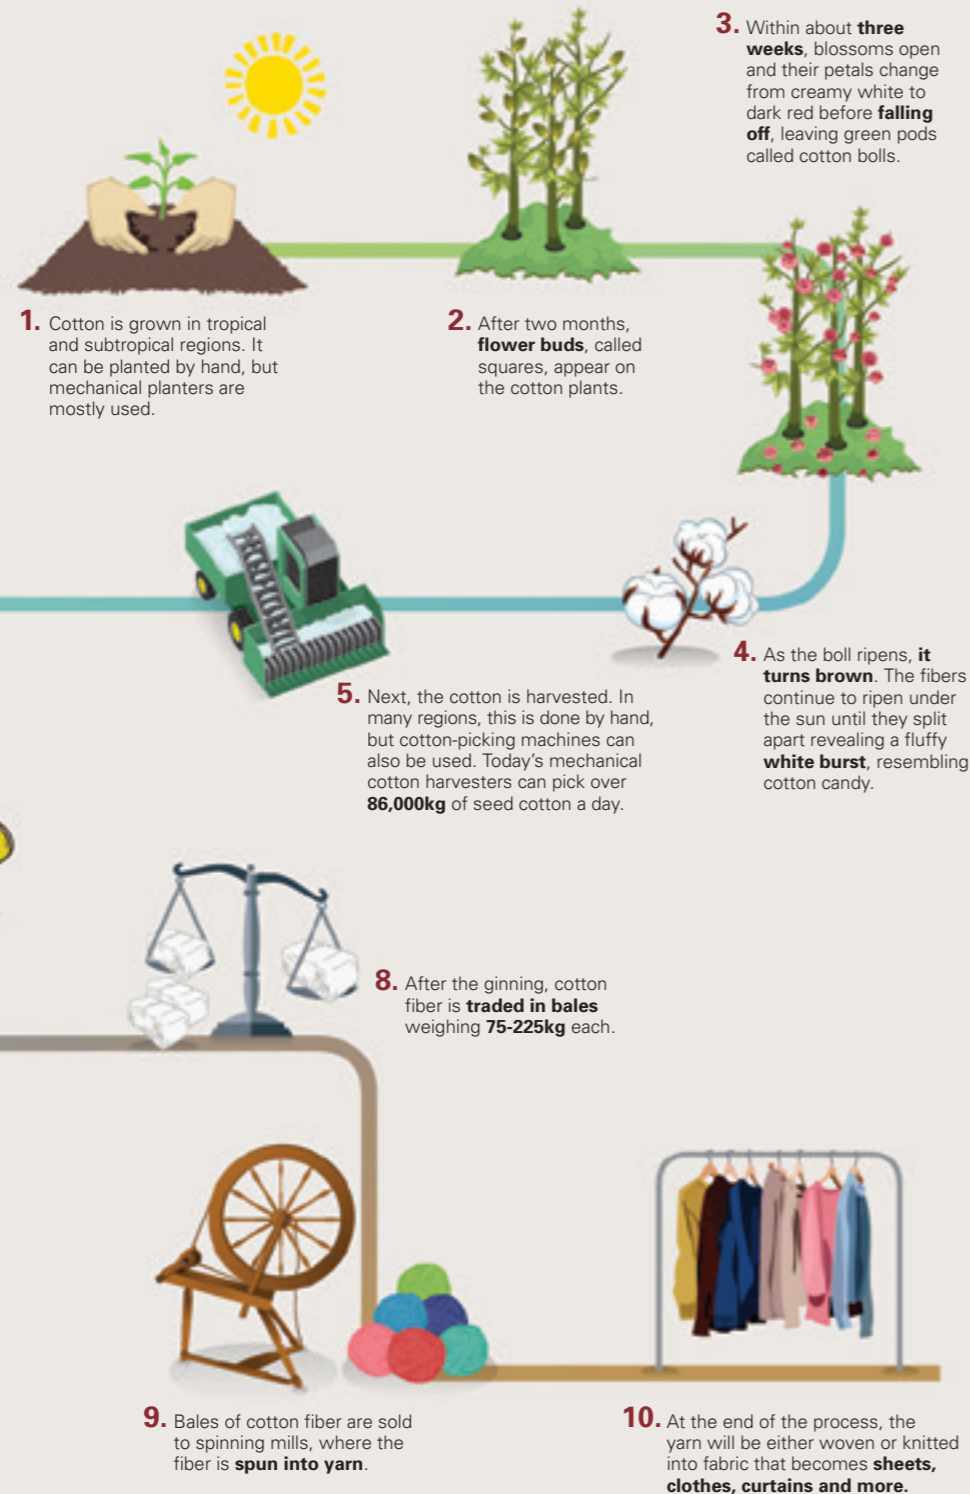 3. Within about three
weeks, blossoms open
and their petals change
from creamy white to
dark red before falling
off, leaving green pods
called cotton bolls.
1. Cotton is grown in tropical
and subtropical regions. It
can be planted by hand, but
mechanical planters are
mostly used.
2. After two months,
flower buds, called
squares, appear on
the cotton plants.
4. As the boll ripens, it
turns brown. The fibers
continue to ripen under
the sun until they split
apart revealing a fluffy
white burst, resembling
cotton candy.
5. Next, the cotton is harvested. In
many regions, this is done by hand,
but cotton-picking machines can
also be used. Today’s mechanical
cotton harvesters can pick over
86,000kg of seed cotton a day.
8. After the ginning, cotton
fiber is traded in bales
weighing 75-225kg each.
9. Bales of cotton fiber are sold
to spinning mills, where the
fiber is spun into yarn.
10. At the end of the process, the
yarn will be either woven or knitted
into fabric that becomes sheets,
clothes, curtains and more.